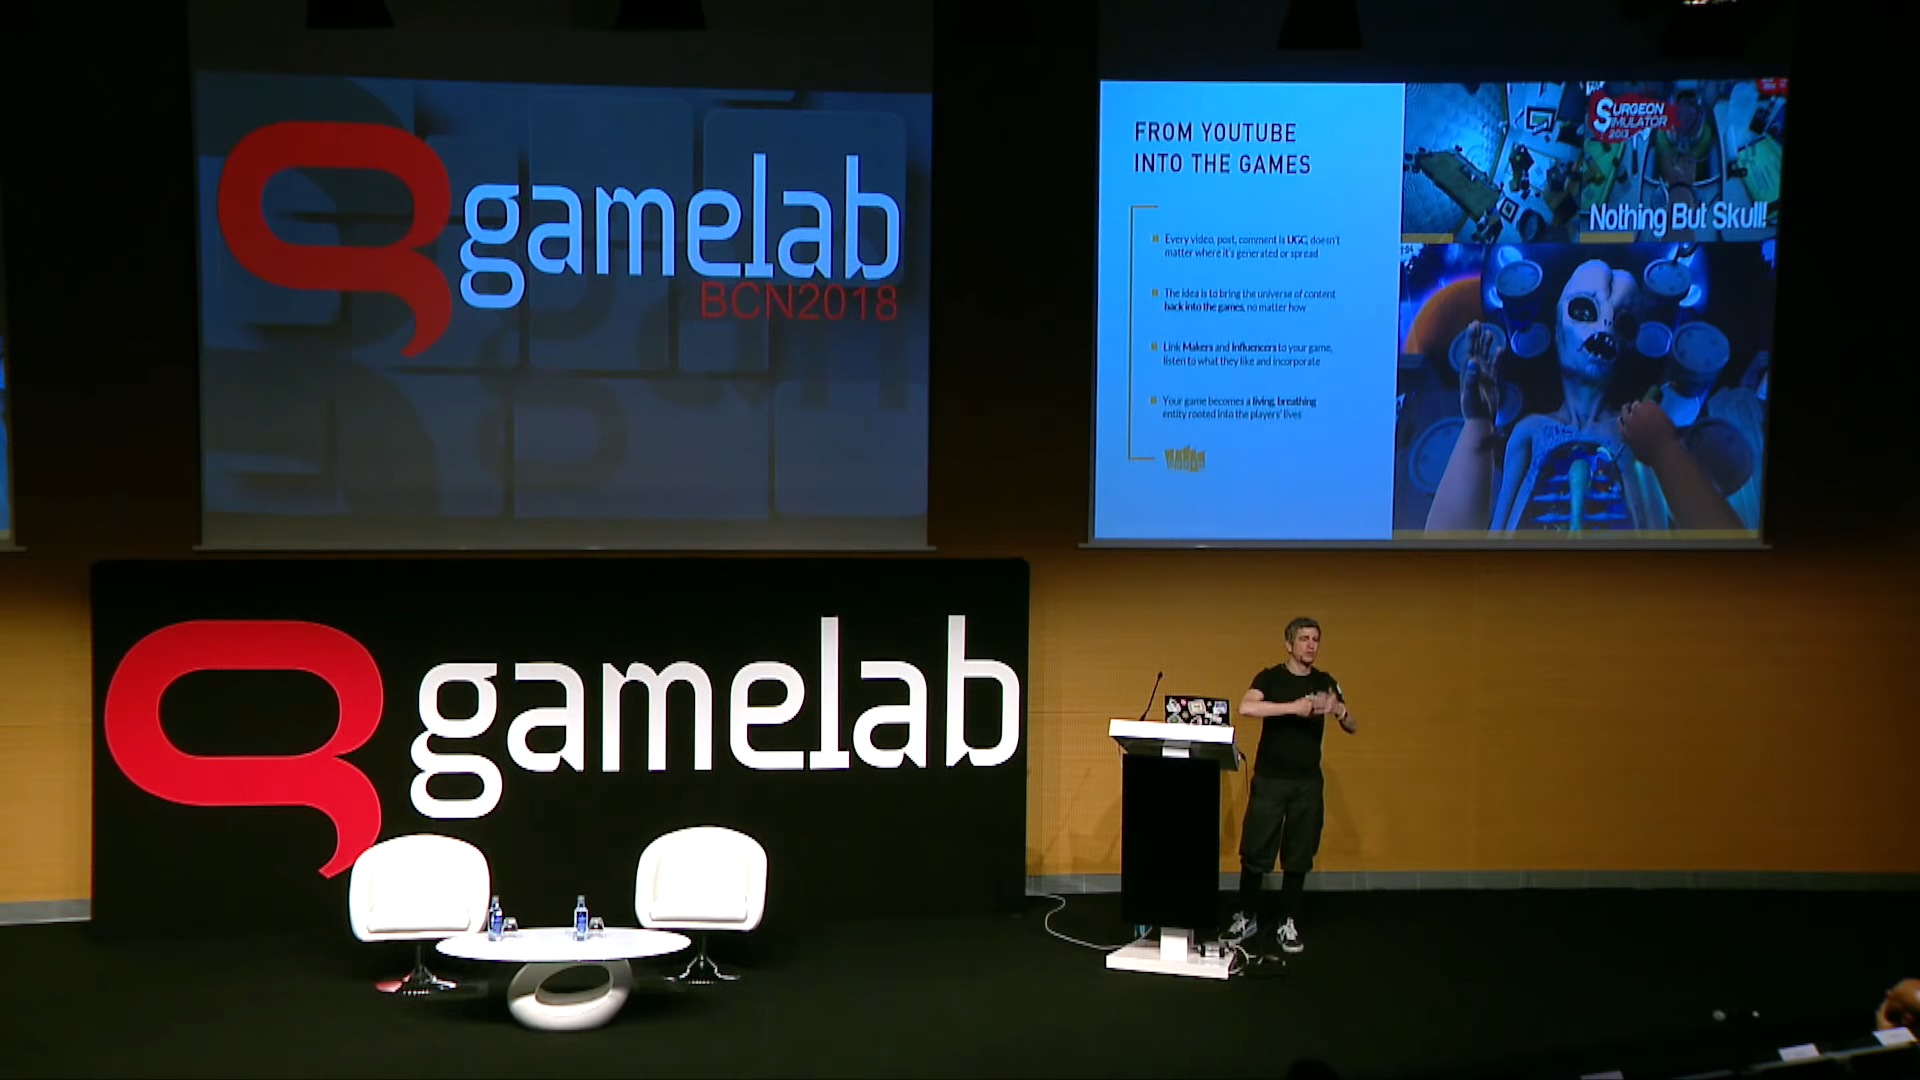 gamelab
BCN2018
FROM YOUTUBE
INTO THE GAMES
Every video, post, comment is UGC, doesn't
matter where it's generated or spread
The idea is to bring the universe of content
back into the games, no matter how
Link Makers and Influencers to your game,
listen to what they like and incorporate
Your game becomes a living, breathing
entity rooted into the players' lives
SURGEON
SIMULATOR
2013
Nothing But Skull!
gamelab